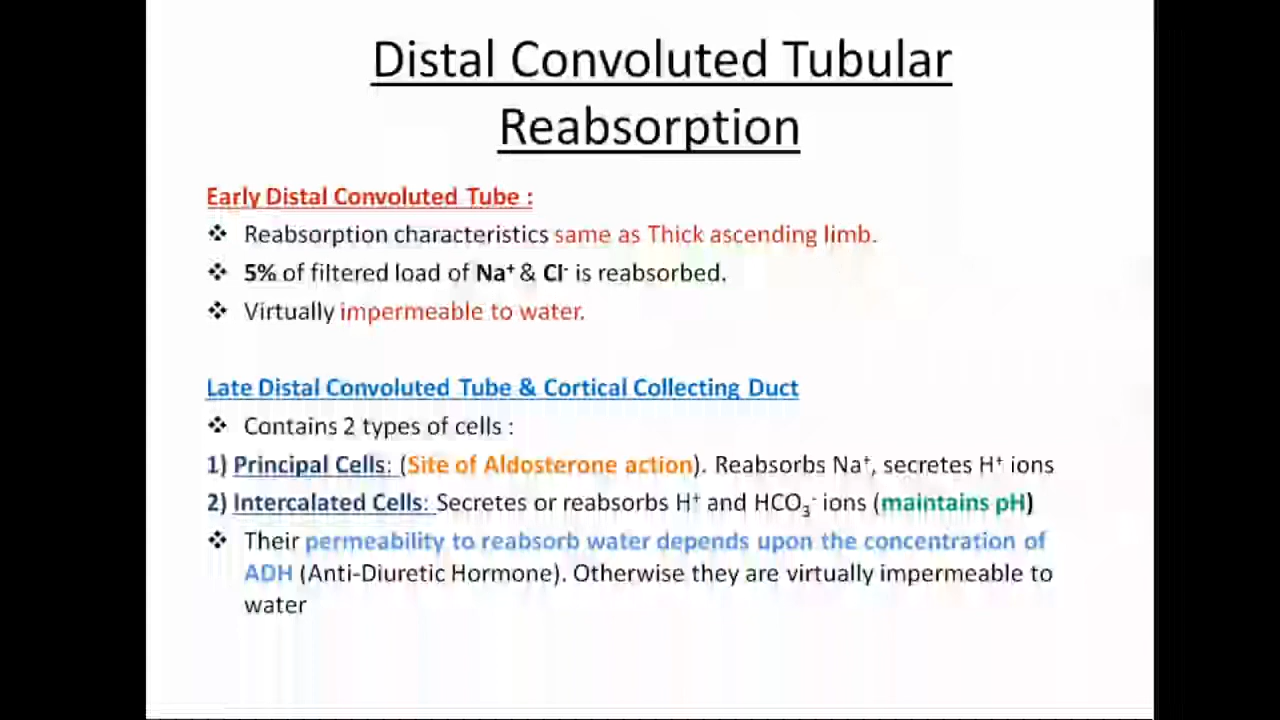 Distal Convoluted Tubular
Reabsorption
Early Distal Convoluted Tube :
❖ Reabsorption characteristics same as Thick ascending limb.
❖ 5% of filtered load of Na⁺ & Cl⁻ is reabsorbed.
❖ Virtually impermeable to water.
Late Distal Convoluted Tube & Cortical Collecting Duct
❖ Contains 2 types of cells :
1) Principal Cells: (Site of Aldosterone action). Reabsorbs Na⁺, secretes H⁺ ions
2) Intercalated Cells: Secretes or reabsorbs H⁺ and HCO₃⁻ ions (maintains pH)
❖ Their permeability to reabsorb water depends upon the concentration of
ADH (Anti-Diuretic Hormone). Otherwise they are virtually impermeable to
water